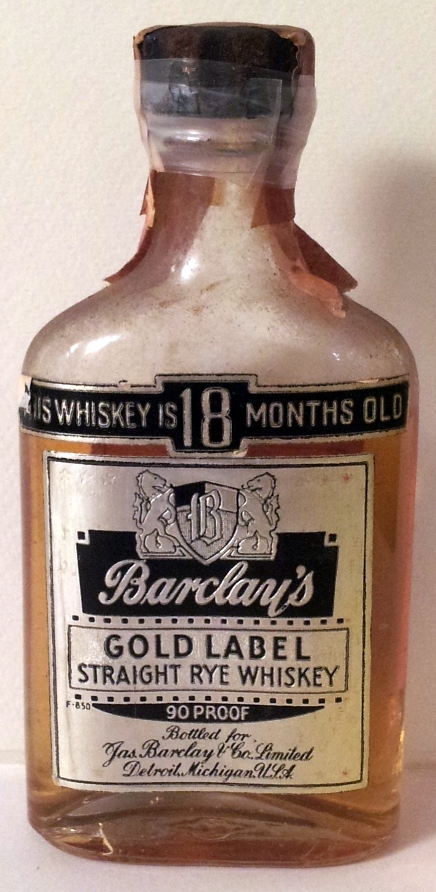 IS WHISKEY IS 18 MONTHS OLD
B
Barclay's
GOLD LABEL
STRAIGHT RYE WHISKEY
F-850
90 PROOF
Bottled for
Jas. Barclay & Co. Limited
Detroit, Michigan, U.S.A.